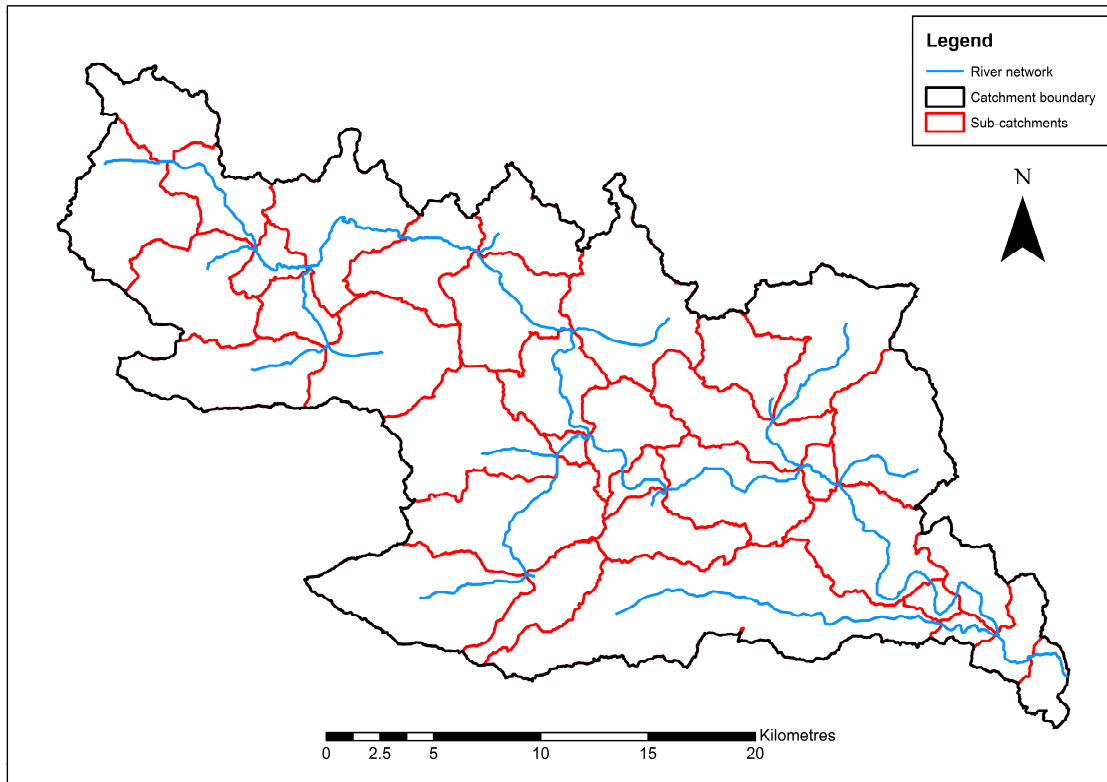 Legend
River network
Catchment boundary
Sub-catchments
N
Kilometres
0 2.5 5 10 15 20